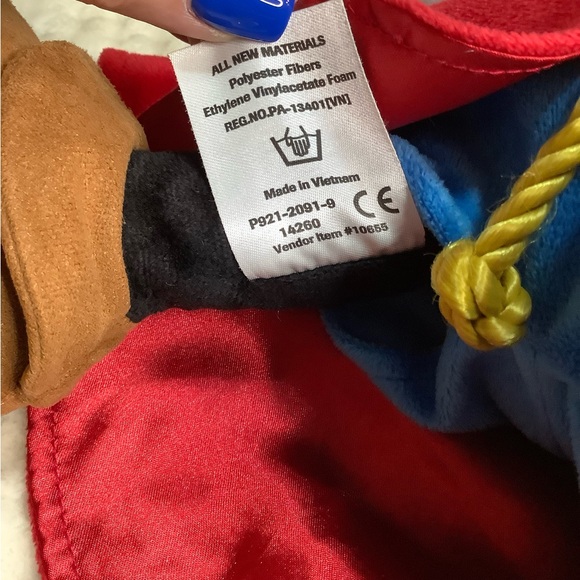 ALL NEW MATERIALS
Polyester Fibers
Ethylene Vinylacetate Foam
REG.NO.PA-13401[VN]
Made in Vietnam
P921-2091-9
14260
CE
Vendor Item #10655